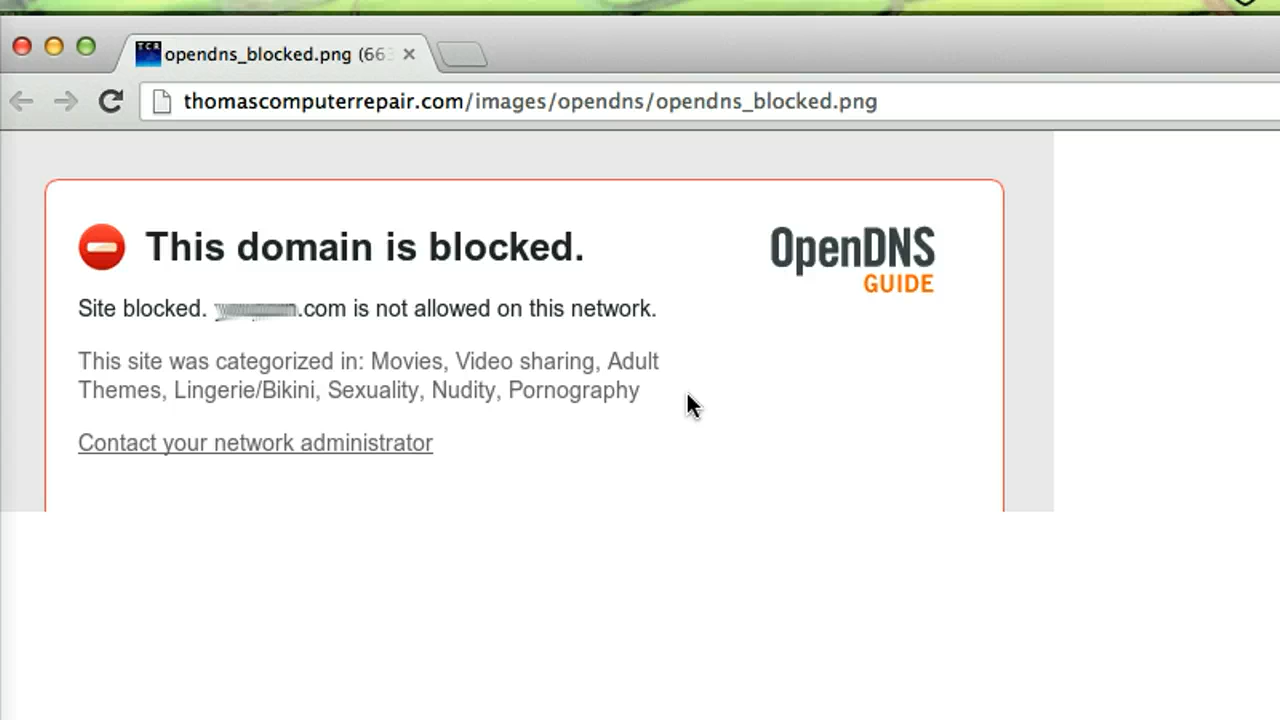 TCR opendns_blocked.png (663
thomascomputerrepair.com/images/opendns/opendns_blocked.png
This domain is blocked.
OpenDNS
GUIDE
Site blocked. .com is not allowed on this network.
This site was categorized in: Movies, Video sharing, Adult
Themes, Lingerie/Bikini, Sexuality, Nudity, Pornography
Contact your network administrator